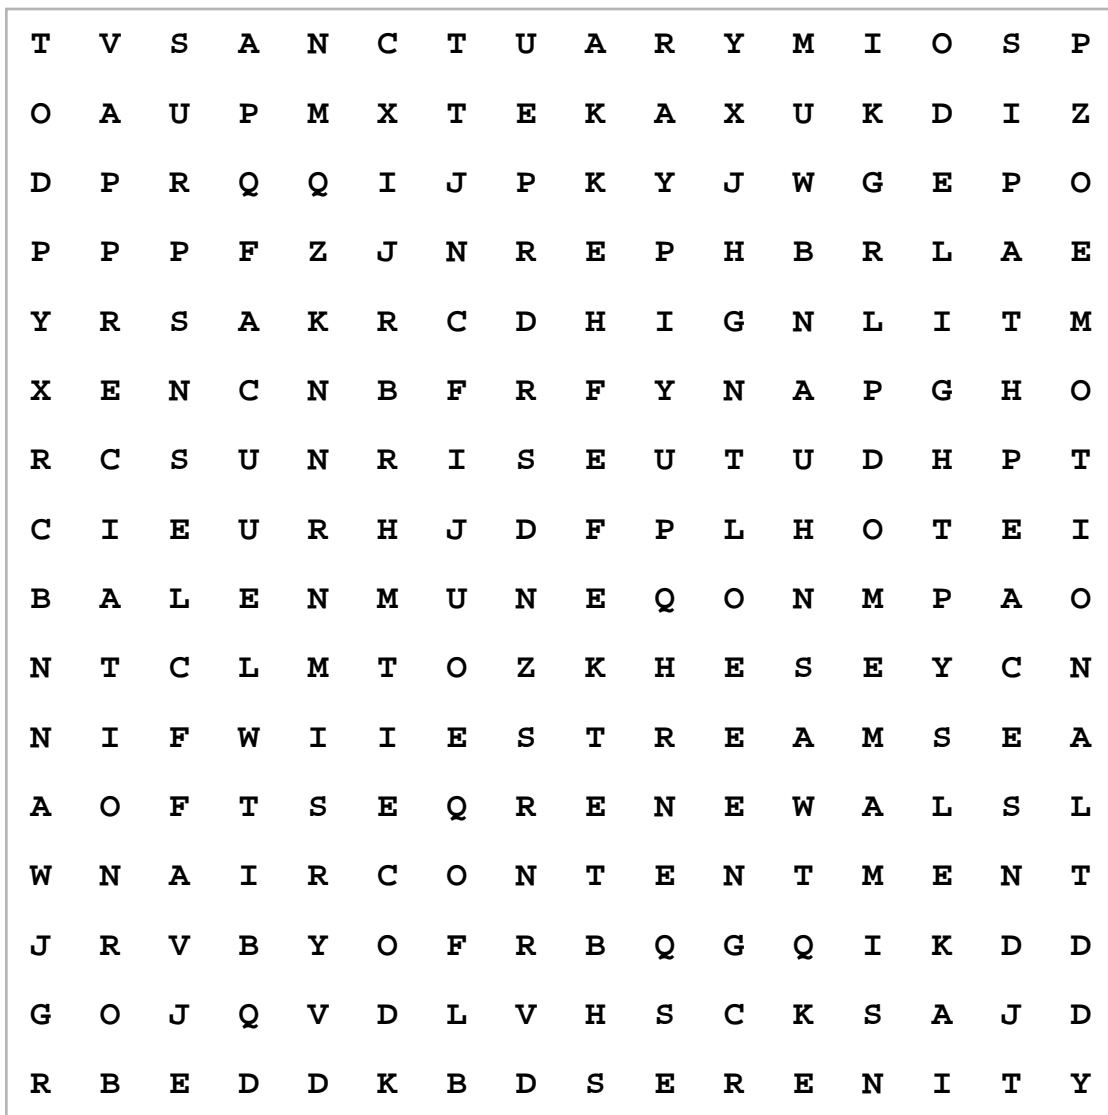 T V S A N C T U A R Y M I O S P
O A U P M X T E K A X U K D I Z
D P R Q Q I J P K Y J W G E P O
P P P F Z J N R E P H B R L A E
Y R S A K R C D H I G N L I T M
X E N C N B F R F Y N A P G H O
R C S U N R I S E U T U D H P T
C I E U R H J D F P L H O T E I
B A L E N M U N E Q O N M P A O
N T C L M T O Z K H E S E Y C N
N I F W I I E S T R E A M S E A
A O F T S E Q R E N E W A L S L
W N A I R C O N T E N T M E N T
J R V B Y O F R B Q G Q I K D D
G O J Q V D L V H S C K S A J D
R B E D D K B D S E R E N I T Y